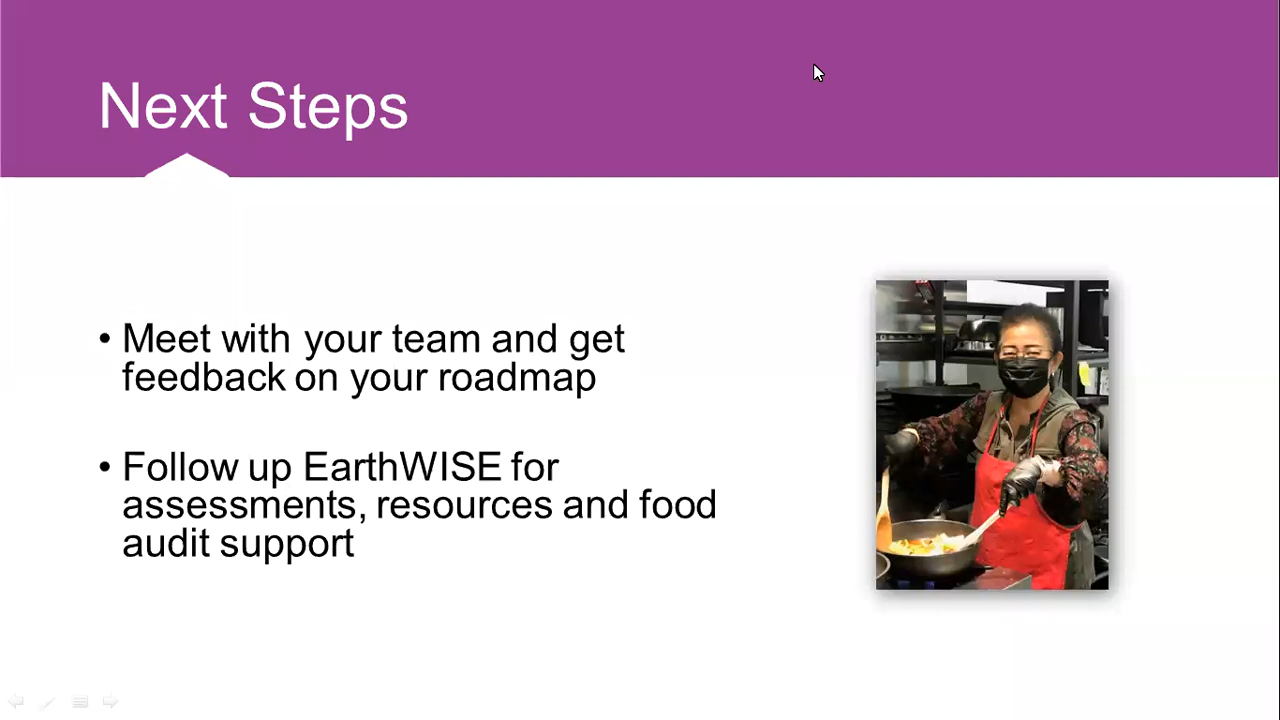 Next Steps
• Meet with your team and get
feedback on your roadmap
• Follow up EarthWISE for
assessments, resources and food
audit support